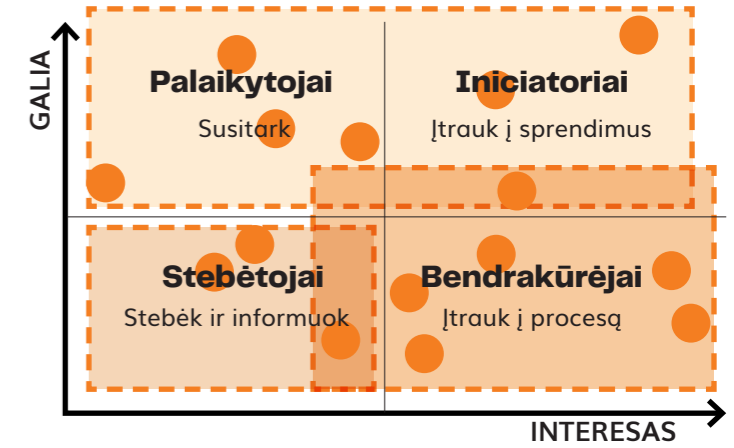 GALIA
Palaikytojai
Susitark
Iniciatoriai
Įtrauk į sprendimus
Stebėtojai
Stebėk ir informuok
Bendrakūrėjai
Įtrauk į procesą
INTERESAS